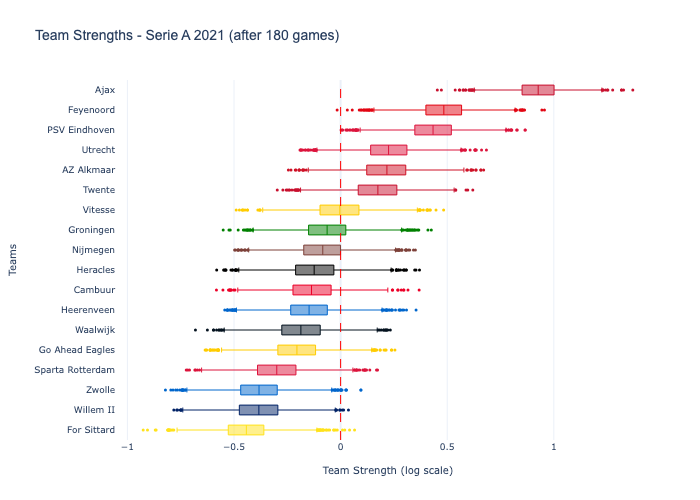 Team Strengths - Serie A 2021 (after 180 games)
Ajax
Feyenoord
PSV Eindhoven
Utrecht
AZ Alkmaar
Twente
Vitesse
Groningen
Nijmegen
Heracles
Cambuur
Heerenveen
Waalwijk
Go Ahead Eagles
Sparta Rotterdam
Zwolle
Willem II
For Sittard
Teams
−1
−0.5
0
0.5
1
Team Strength (log scale)